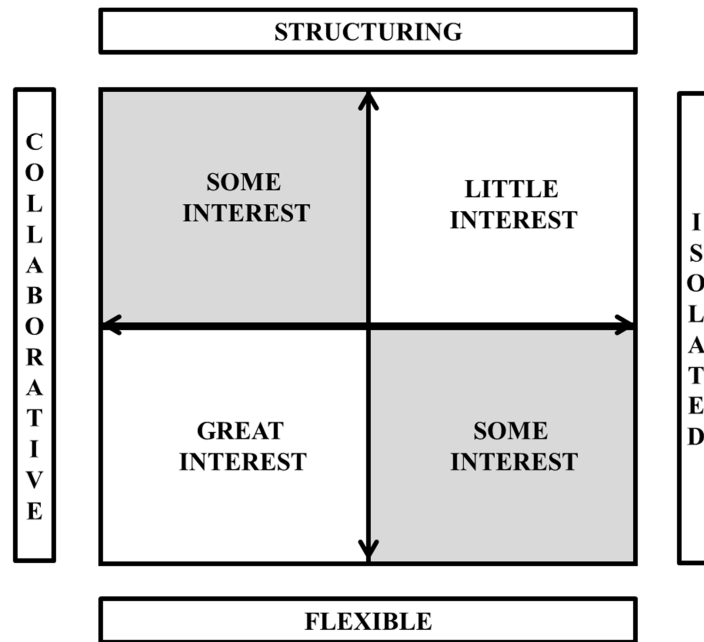 STRUCTURING
COLLABORATIVE
SOME
INTEREST
LITTLE
INTEREST
ISOLATED
GREAT
INTEREST
SOME
INTEREST
FLEXIBLE